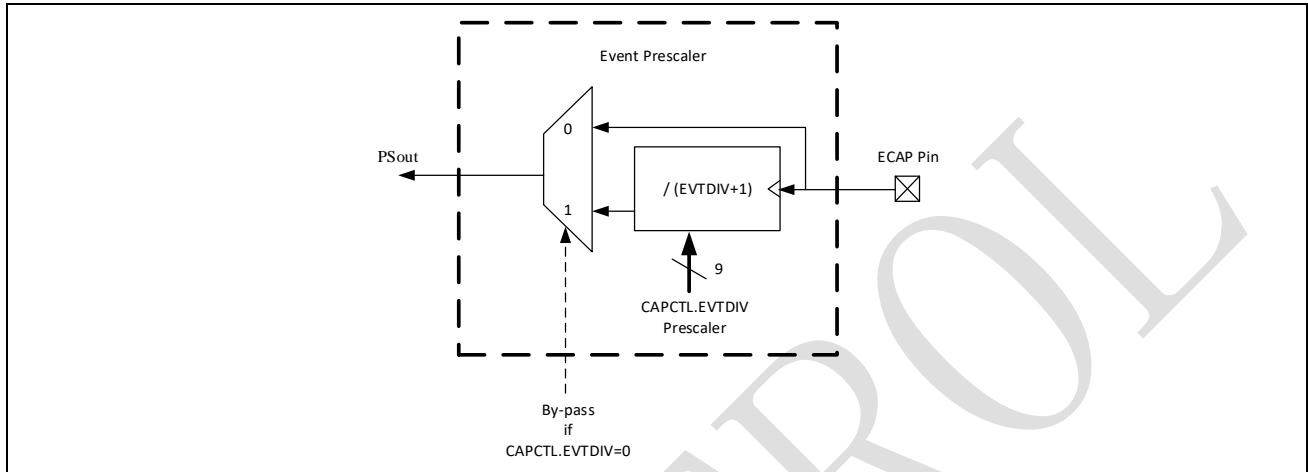 Event Prescaler
0
PSout
ECAP Pin
/ (EVTDIV+1)
1
9
CAPCTL.EVTDIV
Prescaler
By-pass
if
CAPCTL.EVTDIV=0
ROL